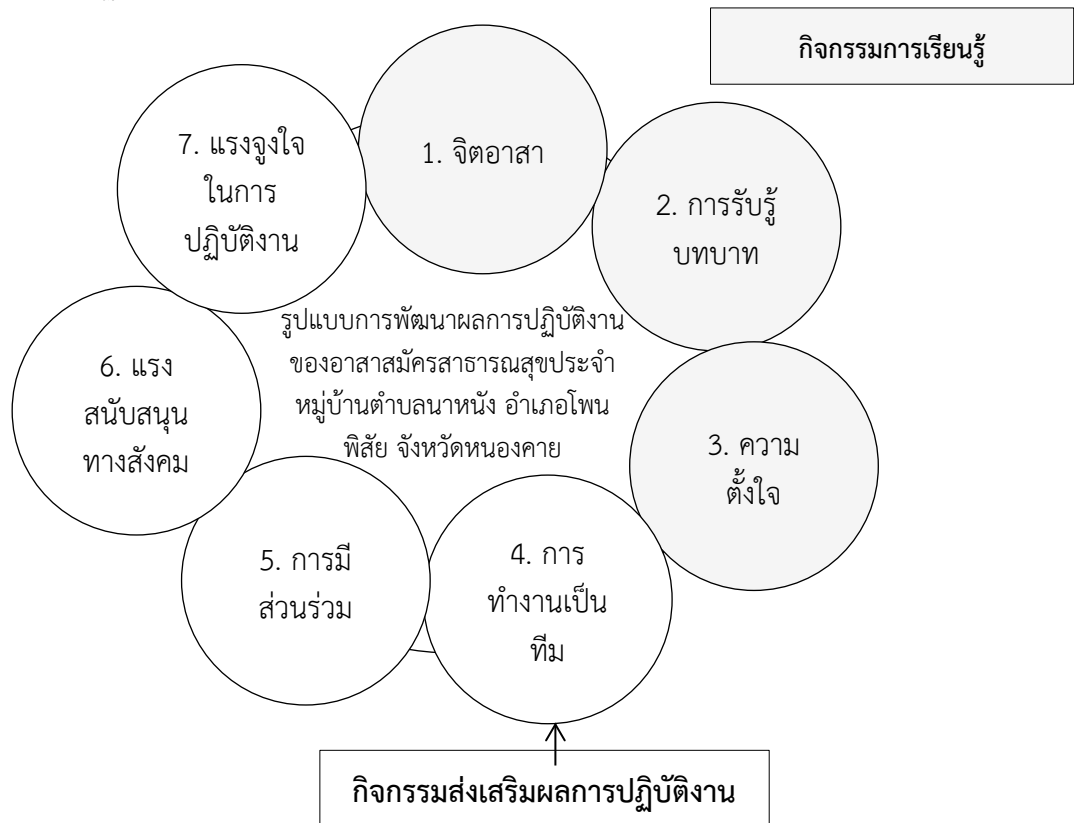 กิจกรรมการเรียนรู้
1. จิตอาสา
2. การรับรู้
บทบาท
3. ความ
ตั้งใจ
4. การ
ทำงานเป็น
ทีม
5. การมี
ส่วนร่วม
6. แรง
สนับสนุน
ทางสังคม
7. แรงจูงใจ
ในการ
ปฏิบัติงาน
รูปแบบการพัฒนาผลการปฏิบัติงาน
ของอาสาสมัครสาธารณสุขประจำ
หมู่บ้านตำบลนาหนัง อำเภอโพน
พิสัย จังหวัดหนองคาย
กิจกรรมส่งเสริมผลการปฏิบัติงาน